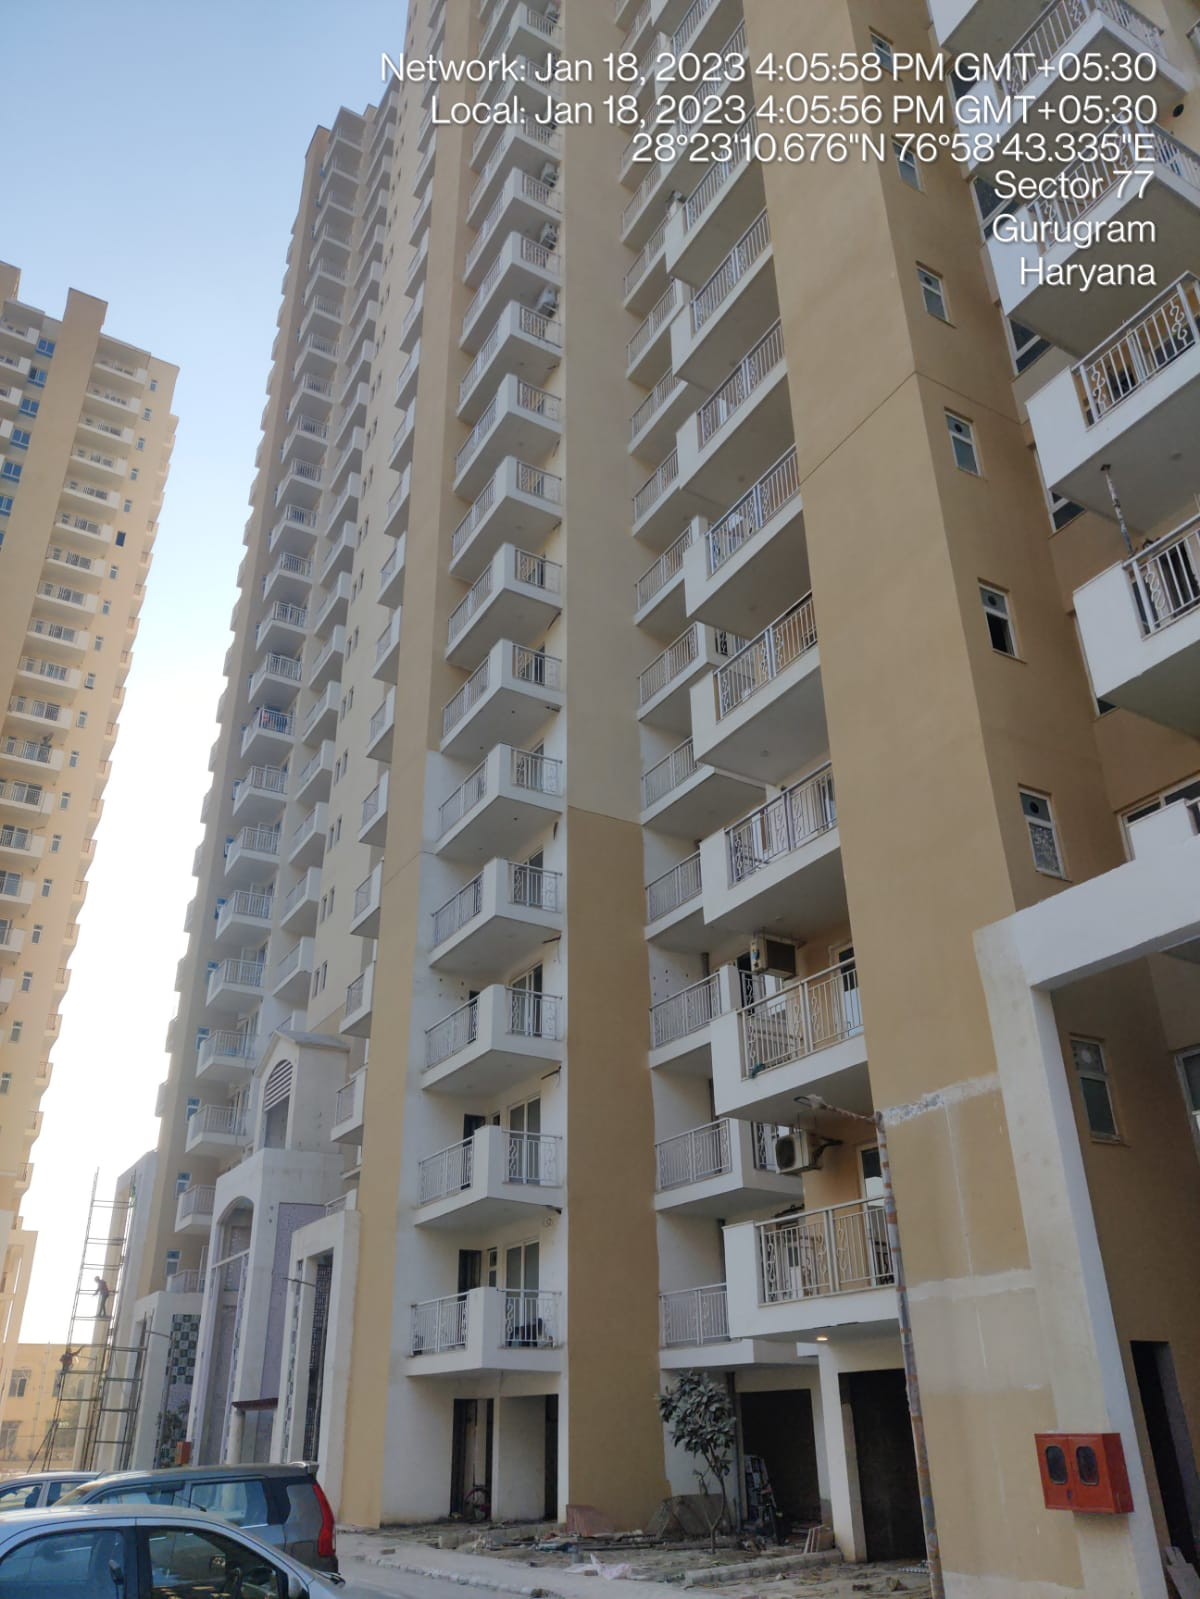 Network: Jan 18, 2023 4:05:58 PM GMT+05:30
Local: Jan 18, 2023 4:05:56 PM GMT+05:30
28°23'10.676"N 76°58'43.335"E
Sector 77
Gurugram
Haryana